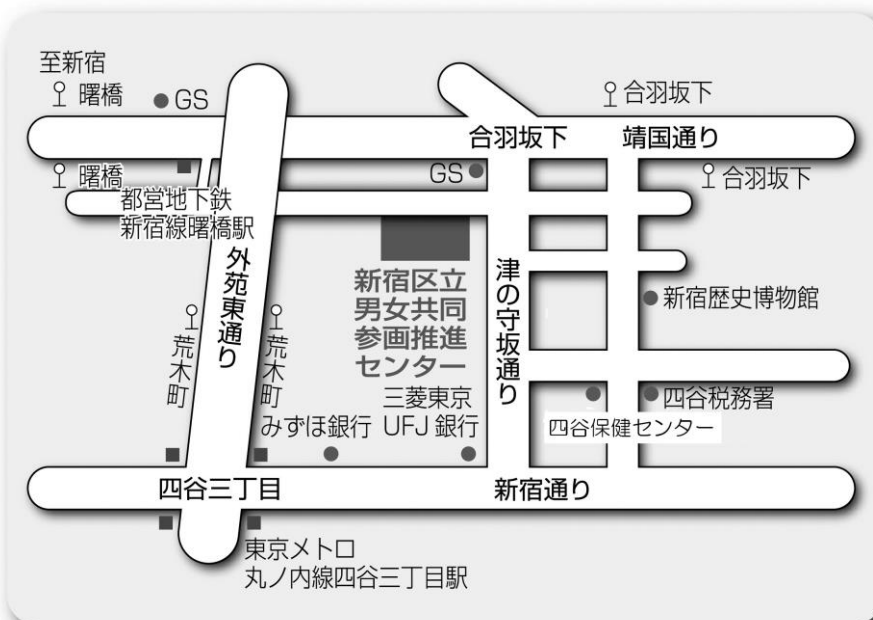 至新宿
曙橋
GS
合羽坂下
合羽坂下
靖国通り
曙橋
GS
合羽坂下
都営地下鉄
新宿線曙橋駅
外苑東通り
新宿区立
男女共同
参画推進
センター
津の守坂通り
新宿歴史博物館
荒木町
荒木町
三菱東京
UFJ 銀行
みずほ銀行
四谷税務署
四谷保健センター
四谷三丁目
新宿通り
東京メトロ
丸ノ内線四谷三丁目駅